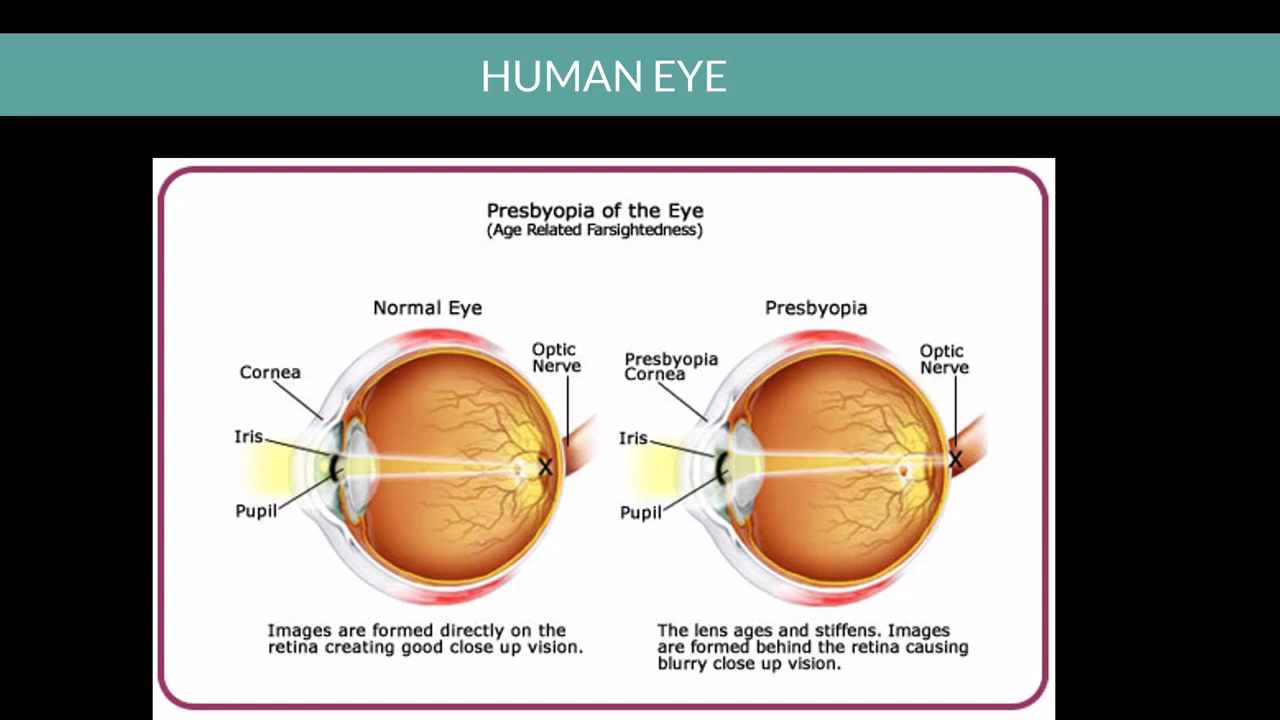 HUMAN EYE
Presbyopia of the Eye
(Age Related Farsightedness)
Normal Eye
Cornea
Iris
Pupil
Optic
Nerve
X
Images are formed directly on the
retina creating good close up vision.
Presbyopia
Presbyopia
Cornea
Iris
Pupil
Optic
Nerve
X
The lens ages and stiffens. Images
are formed behind the retina causing
blurry close up vision.